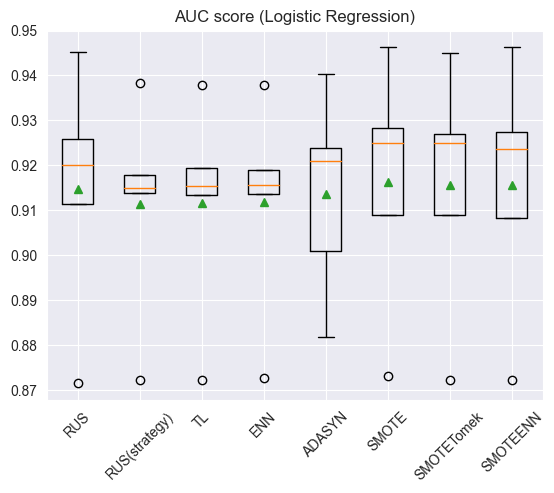 AUC score (Logistic Regression)
0.95
0.94
0.93
0.92
0.91
0.90
0.89
0.88
0.87
RUS
RUS(strategy)
TL
ENN
ADASYN
SMOTE
SMOTETomek
SMOTEENN